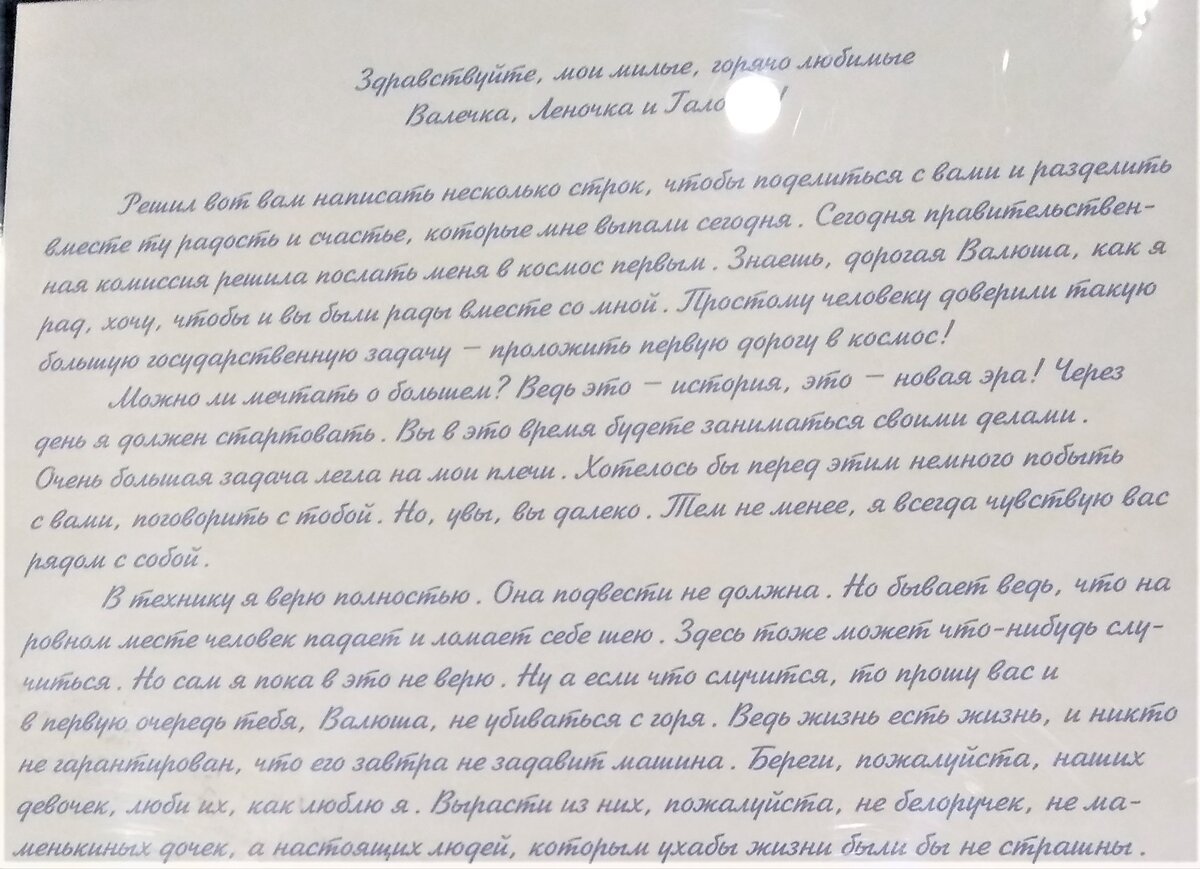 Здравствуйте, мои милые, горячо любимые
Валечка, Леночка и !
Решил вот вам написать несколько строк, чтобы поделиться с вами и разделить
вместе ту радость и счастье, которые мне выпали сегодня. Сегодня правительствен-
ная комиссия решила послать меня в космос первым. Знаешь, дорогая Валюша, как я
рад, хочу, чтобы и вы были рады вместе со мной. Простому человеку доверили такую
большую государственную задачу – проложить первую дорогу в космос!
Можно ли мечтать о большем? Ведь это – история, это – новая эра! Через
день я должен стартовать. Вы в это время будете заниматься своими делами.
Очень большая задача легла на мои плечи. Хотелось бы перед этим немного побыть
с вами, поговорить с тобой. Но, увы, вы далеко. Тем не менее, я всегда чувствую вас
рядом с собой.
В технику я верю полностью. Она подвести не должна. Но бывает ведь, что на
ровном месте человек падает и ломает себе шею. Здесь тоже может что-нибудь слу-
читься. Но сам я пока в это не верю. Ну а если что случится, то прошу вас и
в первую очередь тебя, Валюша, не убиваться с горя. Ведь жизнь есть жизнь, и никто
не гарантирован, что его завтра не задавит машина. Береги, пожалуйста, наших
девочек, люби их, как люблю я. Вырасти из них, пожалуйста, не белоручек, не ма-
менькиных дочек, а настоящих людей, которым ухабы жизни были бы не страшны.